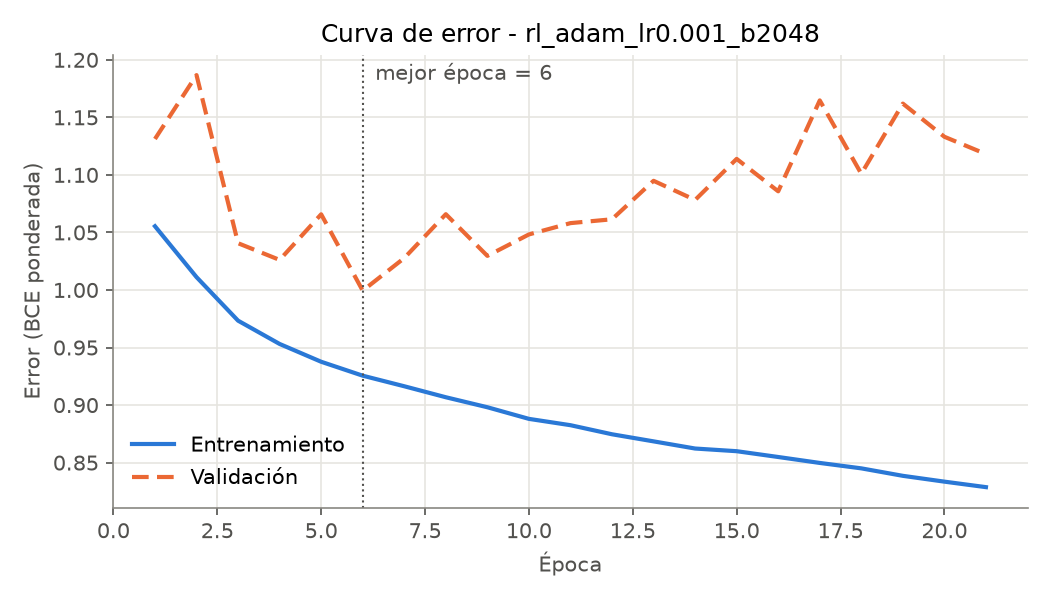 Curva de error - rl_adam_lr0.001_b2048
mejor época = 6
Error (BCE ponderada)
1.20
1.15
1.10
1.05
1.00
0.95
0.90
0.85
Entrenamiento
Validación
0.0 2.5 5.0 7.5 10.0 12.5 15.0 17.5 20.0
Época